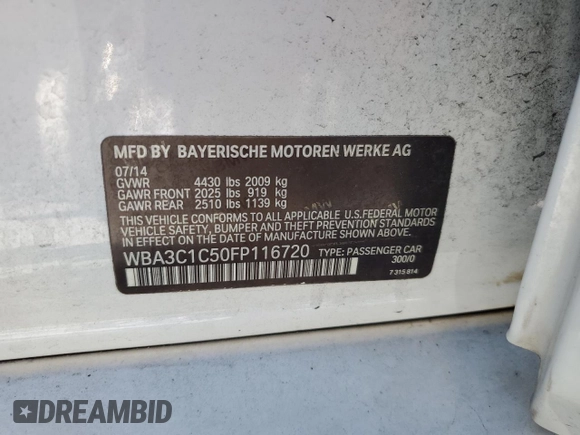 MFD BY BAYERISCHE MOTOREN WERKE AG
07/14
GVWR 4430 lbs 2009 kg
GAWR FRONT 2025 lbs 919 kg
GAWR REAR 2510 lbs 1139 kg
THIS VEHICLE CONFORMS TO ALL APPLICABLE U.S.FEDERAL MOTOR
VEHICLE SAFETY, BUMPER AND THEFT PREVENTION STANDARDS
IN EFFECT ON THE DATE OF MANUFACTURE SHOWN ABOVE.
WBA3C1C50FP116720 TYPE: PASSENGER CAR
300/0
7 315 814
DREAMBID